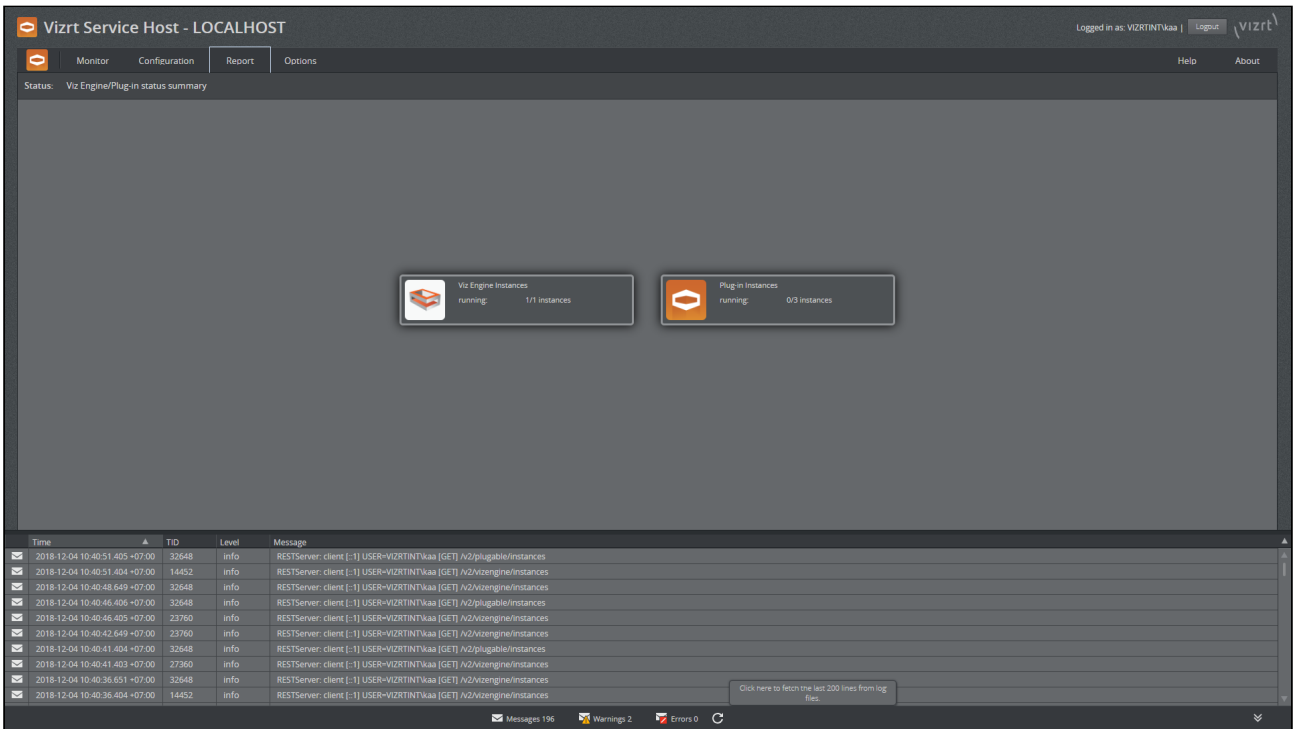 Vizrt Service Host - LOCALHOST
Logged in as: VIZRTINT\kaa | Logout vizrt
Monitor Configuration Report Options Help About
Status: Viz Engine/Plug-in status summary
Viz Engine Instances
running: 1/1 instances
Plug-in Instances
running: 0/3 instances
Time TID Level Message
2018-12-04 10:40:51.405 +07:00 32648 info RESTServer: client [::1] USER=VIZRTINT\kaa [GET] /v2/plugable/instances
2018-12-04 10:40:51.404 +07:00 14452 info RESTServer: client [::1] USER=VIZRTINT\kaa [GET] /v2/vizengine/instances
2018-12-04 10:40:48.649 +07:00 32648 info RESTServer: client [::1] USER=VIZRTINT\kaa [GET] /v2/vizengine/instances
2018-12-04 10:40:46.406 +07:00 32648 info RESTServer: client [::1] USER=VIZRTINT\kaa [GET] /v2/plugable/instances
2018-12-04 10:40:46.405 +07:00 23760 info RESTServer: client [::1] USER=VIZRTINT\kaa [GET] /v2/vizengine/instances
2018-12-04 10:40:42.649 +07:00 23760 info RESTServer: client [::1] USER=VIZRTINT\kaa [GET] /v2/vizengine/instances
2018-12-04 10:40:41.404 +07:00 32648 info RESTServer: client [::1] USER=VIZRTINT\kaa [GET] /v2/plugable/instances
2018-12-04 10:40:41.403 +07:00 27360 info RESTServer: client [::1] USER=VIZRTINT\kaa [GET] /v2/vizengine/instances
2018-12-04 10:40:36.651 +07:00 32648 info RESTServer: client [::1] USER=VIZRTINT\kaa [GET] /v2/vizengine/instances
2018-12-04 10:40:36.404 +07:00 14452 info RESTServer: client [::1] USER=VIZRTINT\kaa [GET] /v2/vizengine/instances
Click here to fetch the last 200 lines from log
files.
Messages 196 Warnings 2 Errors 0